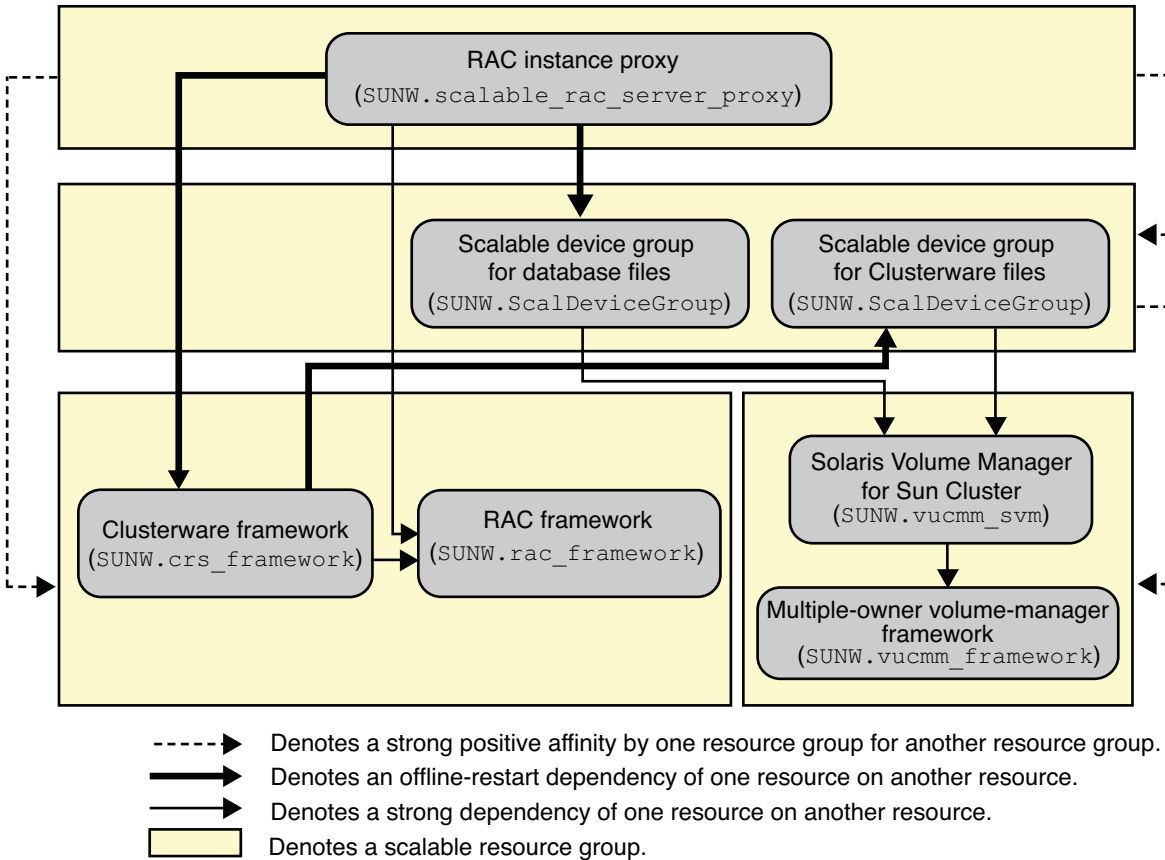 RAC instance proxy
(SUNW.scalable_rac_server_proxy)
Scalable device group
for database files
(SUNW.ScalDeviceGroup)
Scalable device group
for Clusterware files
(SUNW.ScalDeviceGroup)
Clusterware framework
(SUNW.crs_framework)
RAC framework
(SUNW.rac_framework)
Solaris Volume Manager
for Sun Cluster
(SUNW.vucmm_svm)
Multiple-owner volume-manager
framework
(SUNW.vucmm_framework)
Denotes a strong positive affinity by one resource group for another resource group.
Denotes an offline-restart dependency of one resource on another resource.
Denotes a strong dependency of one resource on another resource.
Denotes a scalable resource group.